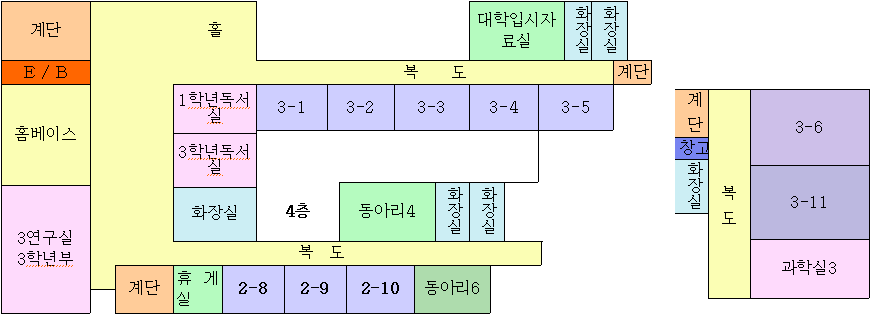 계단
홀
대학입시자
료실
화
장
실
화
장
실
E / B
복 도
계단
홈베이스
1학년독서
실
3-1
3-2
3-3
3-4
3-5
3학년독서
실
화장실
4층
동아리4
화
장
실
화
장
실
3연구실
3학년부
복 도
계단
휴 게
실
2-8
2-9
2-10
동아리6
계
단
창고
화
장
실
복
도
3-6
3-11
과학실3